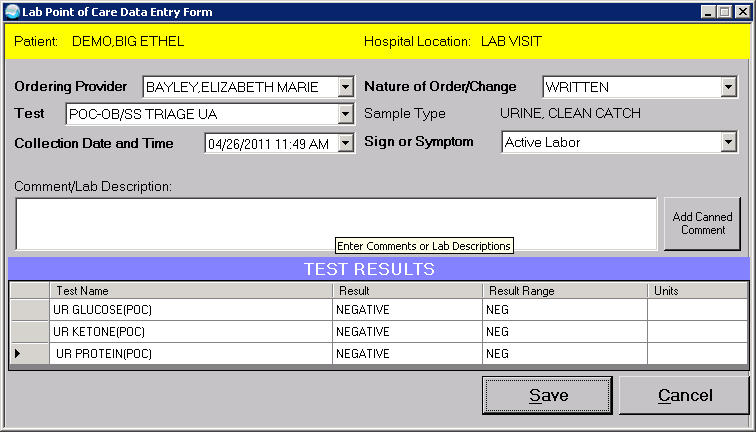 Lab Point of Care Data Entry Form
Patient: DEMO,BIG ETHEL Hospital Location: LAB VISIT
Ordering Provider BAYLEY,ELIZABETH MARIE Nature of Order/Change WRITTEN
Test POC-OB/SS TRIAGE UA Sample Type URINE, CLEAN CATCH
Collection Date and Time 04/26/2011 11:49 AM Sign or Symptom Active Labor
Comment/Lab Description:
Add Canned
Comment
Enter Comments or Lab Descriptions
TEST RESULTS
Test Name Result Result Range Units
UR GLUCOSE(POC) NEGATIVE NEG
UR KETONE(POC) NEGATIVE NEG
UR PROTEIN(POC) NEGATIVE NEG
Save Cancel